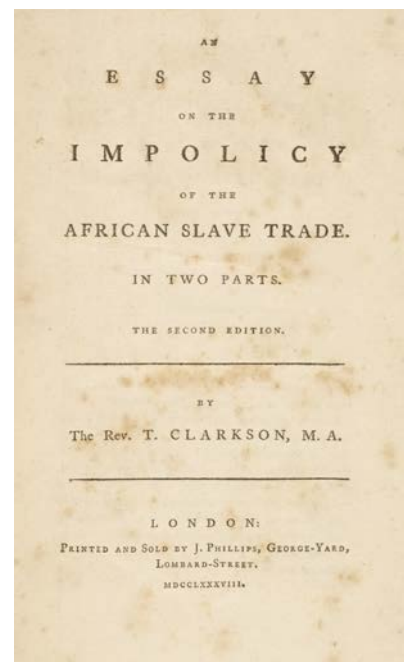 AN
ESSAY
ON THE
IMPOLICY
OF THE
AFRICAN SLAVE TRADE.
IN TWO PARTS.
THE SECOND EDITION.
BY
The Rev. T. CLARKSON, M. A.
LONDON:
PRINTED AND SOLD BY J. PHILLIPS, GEORGE-YARD,
LOMBARD-STREET.
MDCCLXXXVIII.